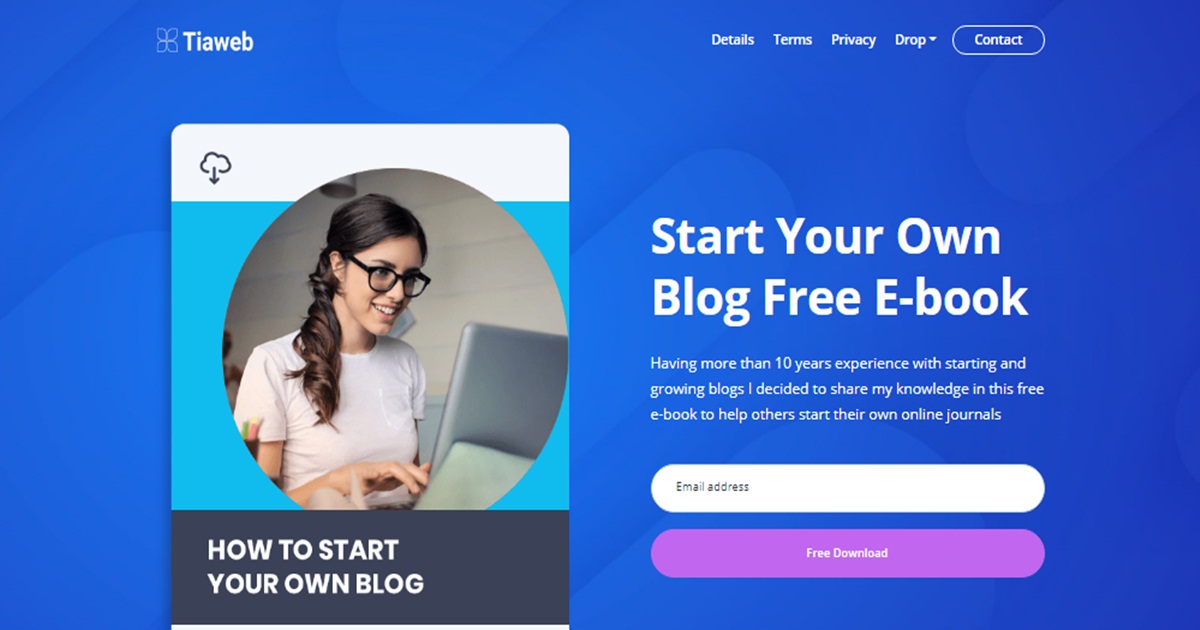 Tiaweb
Details Terms Privacy Drop Contact
HOW TO START
YOUR OWN BLOG
Start Your Own
Blog Free E-book
Having more than 10 years experience with starting and
growing blogs I decided to share my knowledge in this free
e-book to help others start their own online journals
Email address
Free Download